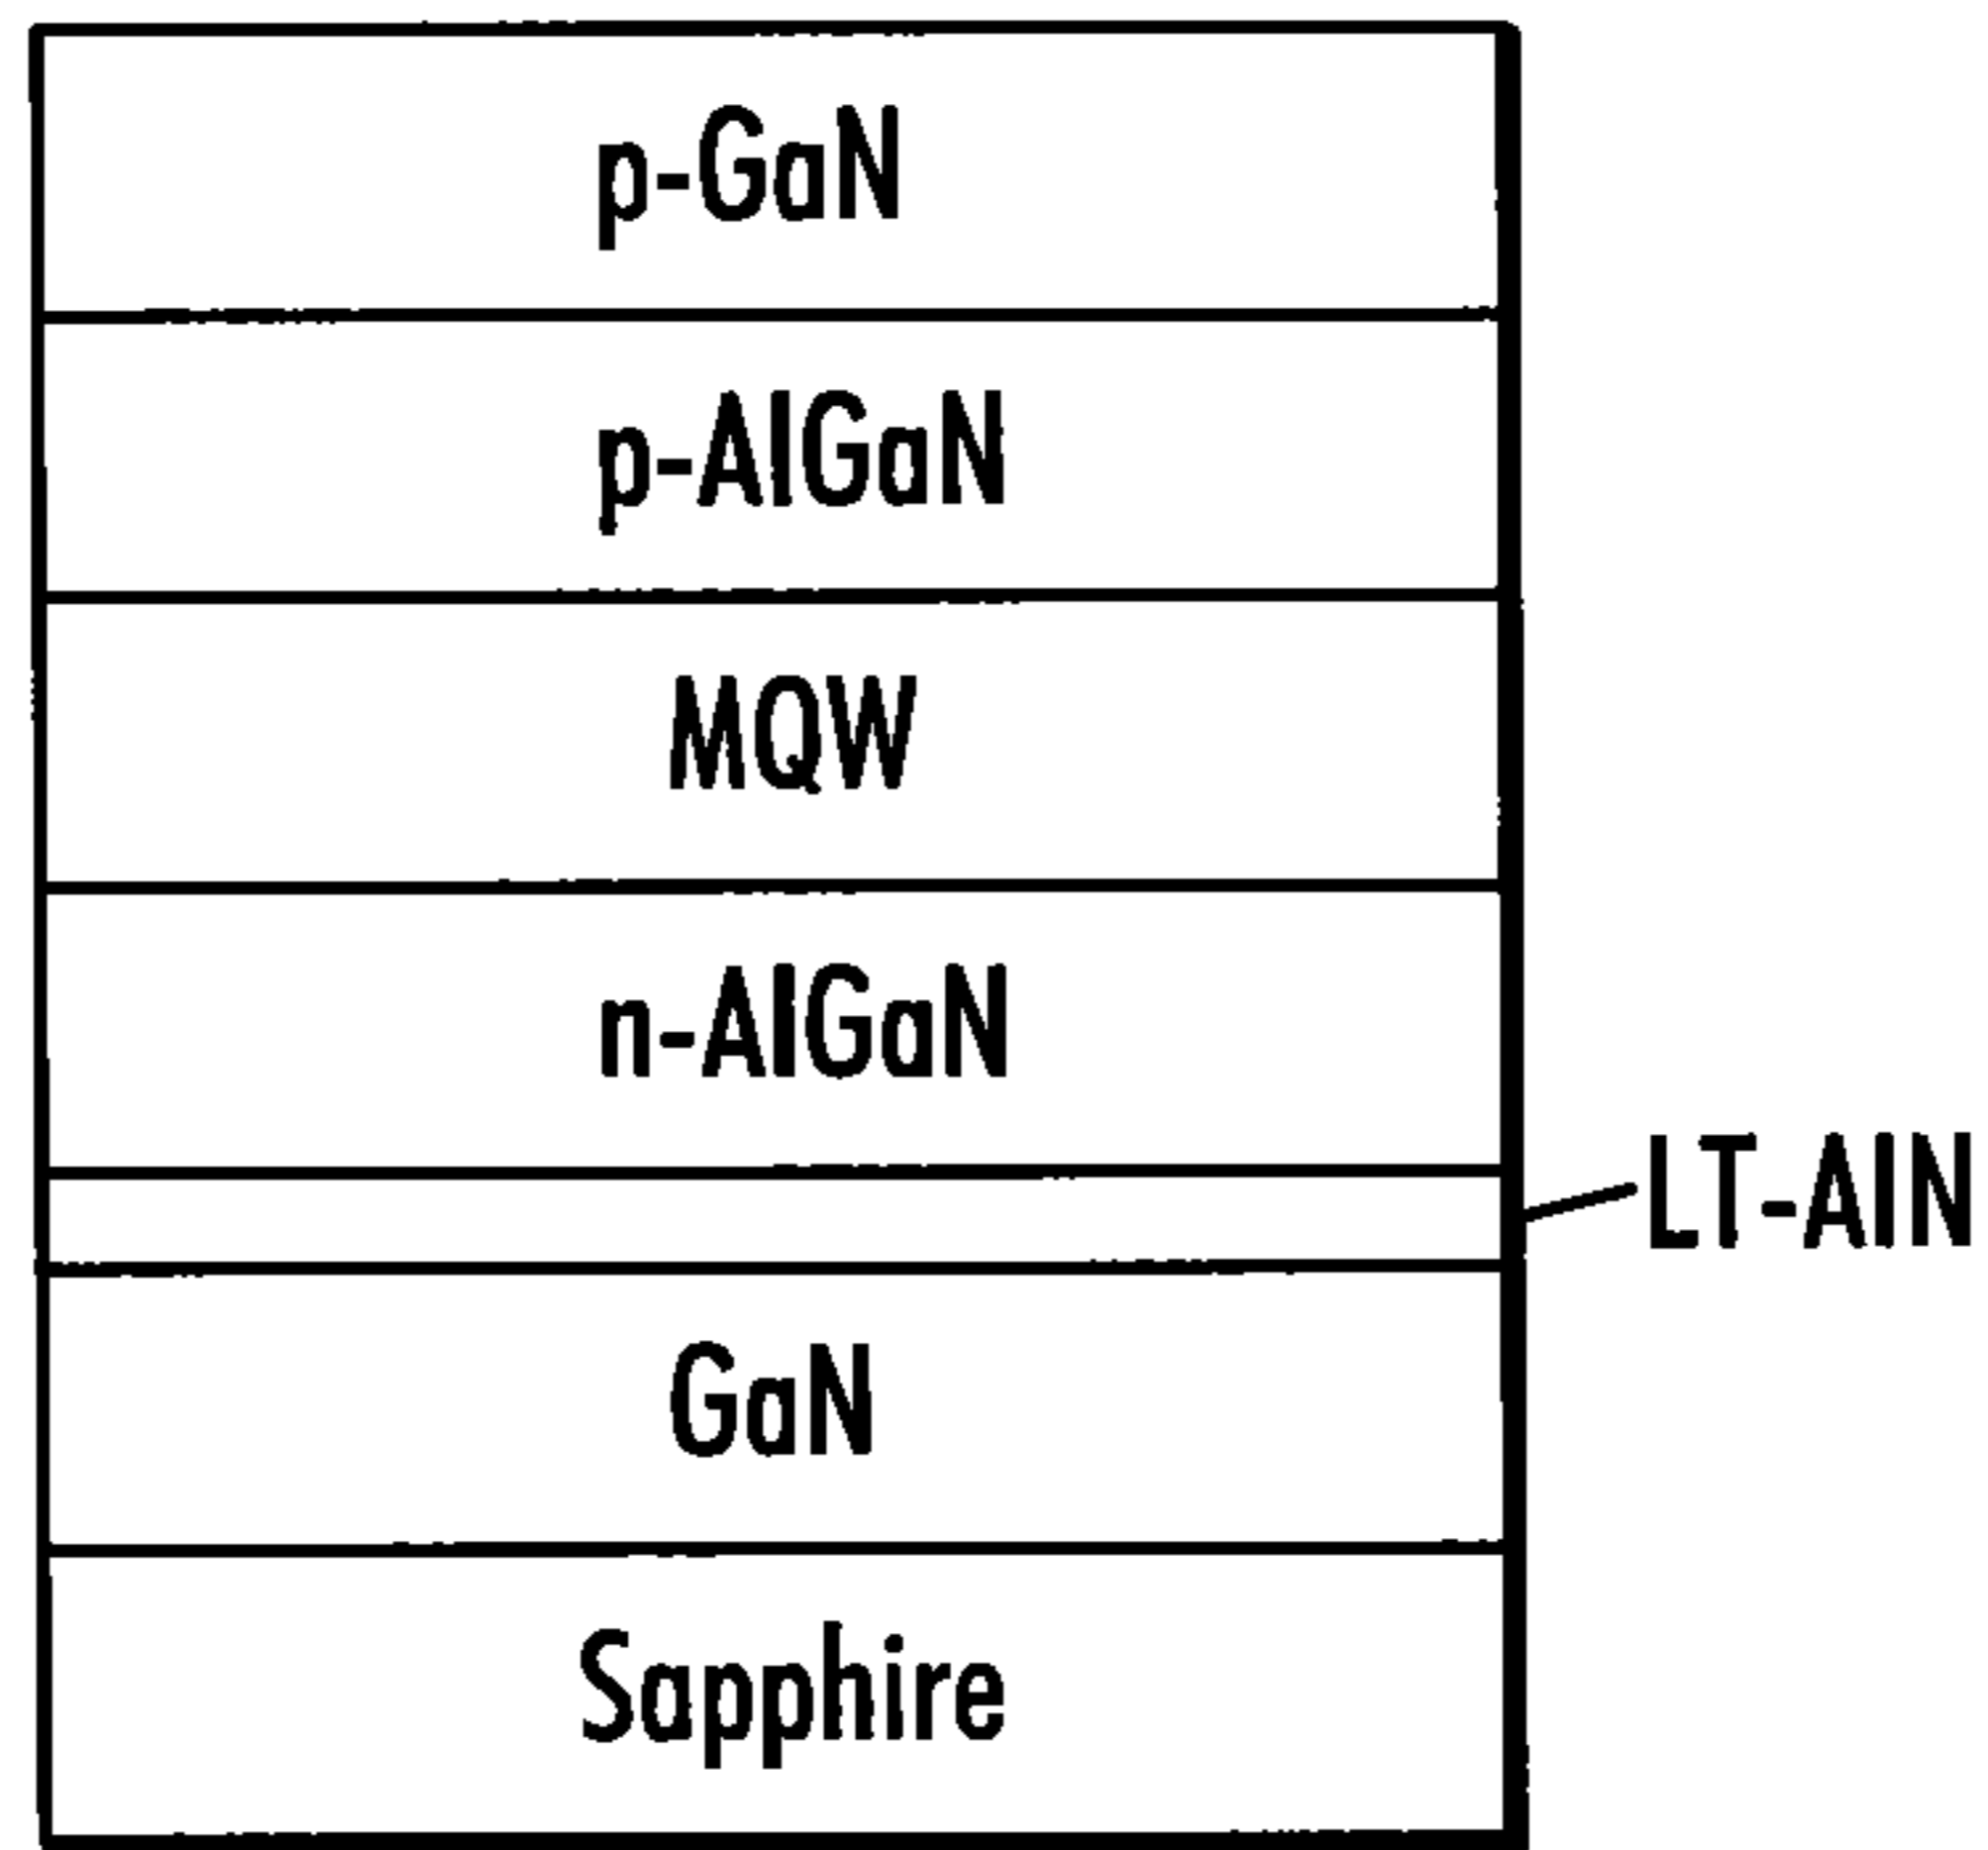 p-GaN
p-AlGaN
MQW
n-AlGaN
LT-AlN
GaN
Sapphire